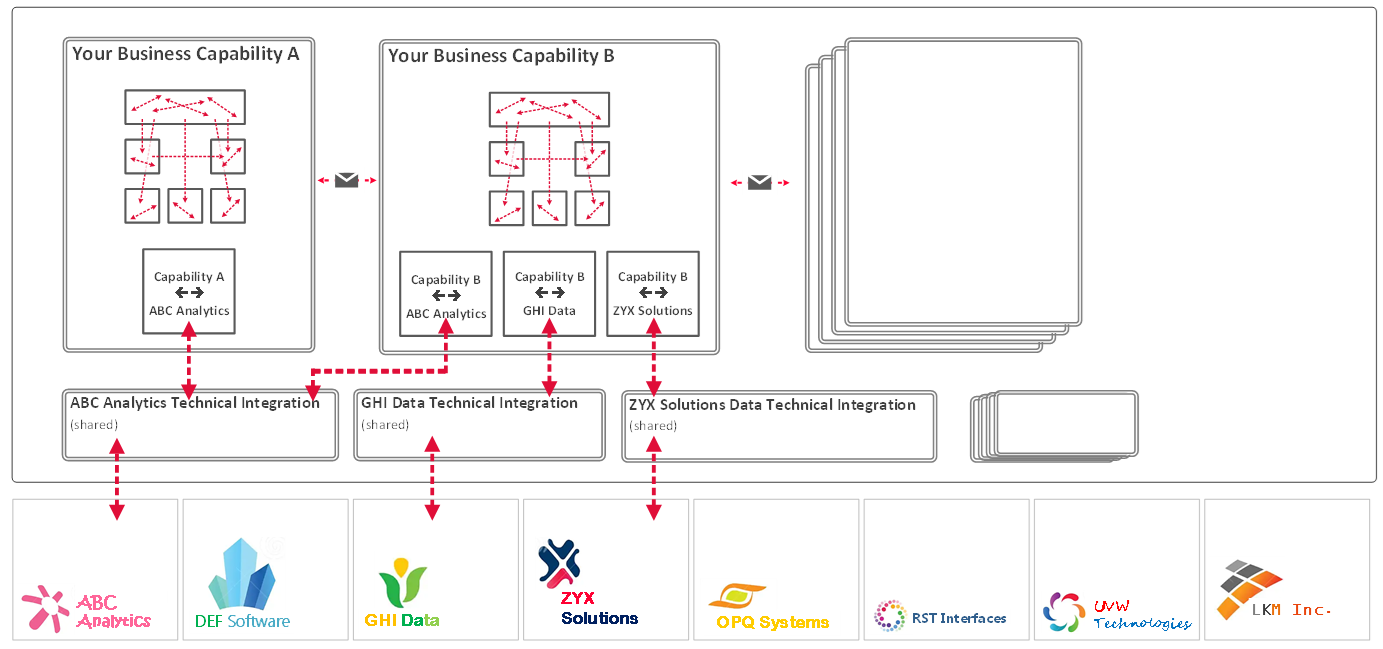 Your Business Capability A
Your Business Capability B
Capability A
ABC Analytics
Capability B
ABC Analytics
Capability B
GHI Data
Capability B
ZYX Solutions
ABC Analytics Technical Integration
(shared)
GHI Data Technical Integration
(shared)
ZYX Solutions Data Technical Integration
(shared)
ABC
Analytics
DEF Software
GHI Data
ZYX
Solutions
OPQ Systems
RST Interfaces
UVW
Technologies
LKM Inc.